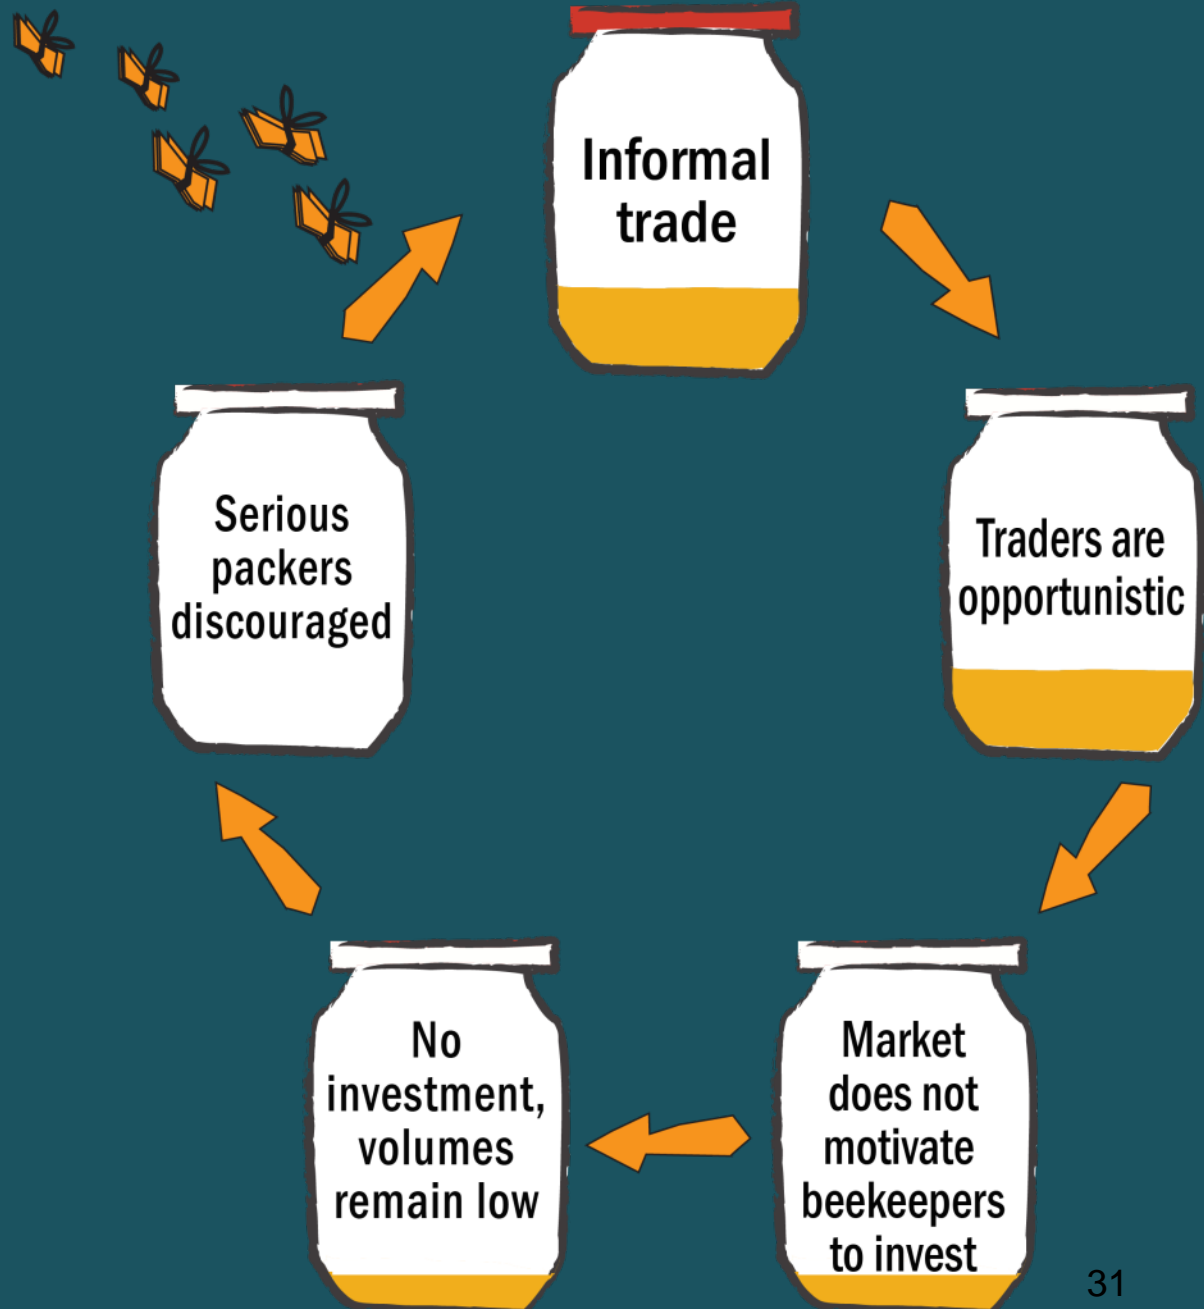 Informal
trade
Traders are
opportunistic
Market
does not
motivate
beekeepers
to invest
No
investment,
volumes
remain low
Serious
packers
discouraged
31